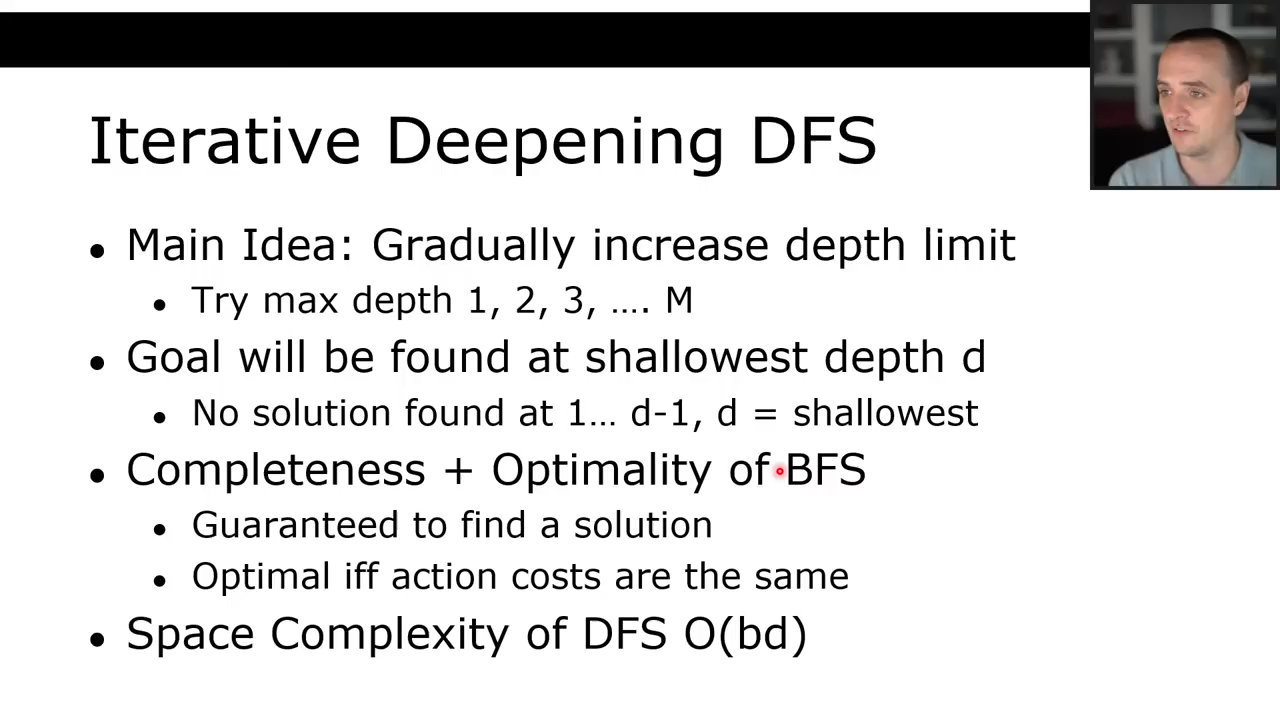 Iterative Deepening DFS
• Main Idea: Gradually increase depth limit
• Try max depth 1, 2, 3, …. M
• Goal will be found at shallowest depth d
• No solution found at 1… d-1, d = shallowest
• Completeness + Optimality of BFS
• Guaranteed to find a solution
• Optimal iff action costs are the same
• Space Complexity of DFS O(bd)